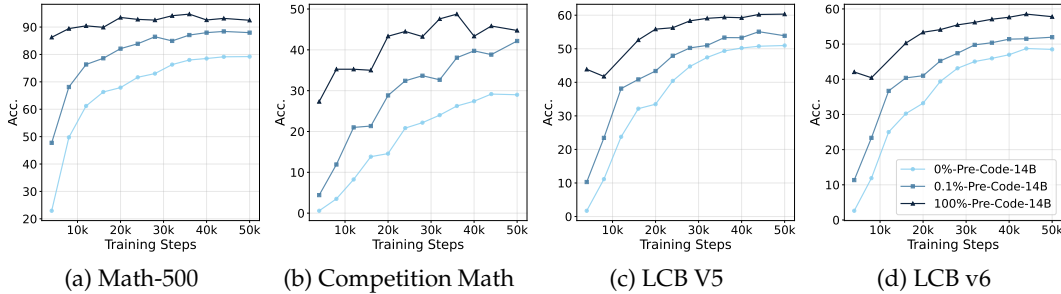 Acc.
90
80
70
60
50
40
30
20
10k 20k 30k 40k 50k
Training Steps
(a) Math-500
Acc.
50
40
30
20
10
0
10k 20k 30k 40k 50k
Training Steps
(b) Competition Math
Acc.
60
50
40
30
20
10
0
10k 20k 30k 40k 50k
Training Steps
(c) LCB V5
Acc.
60
50
40
30
20
10
0
0%-Pre-Code-14B
0.1%-Pre-Code-14B
100%-Pre-Code-14B
10k 20k 30k 40k 50k
Training Steps
(d) LCB v6